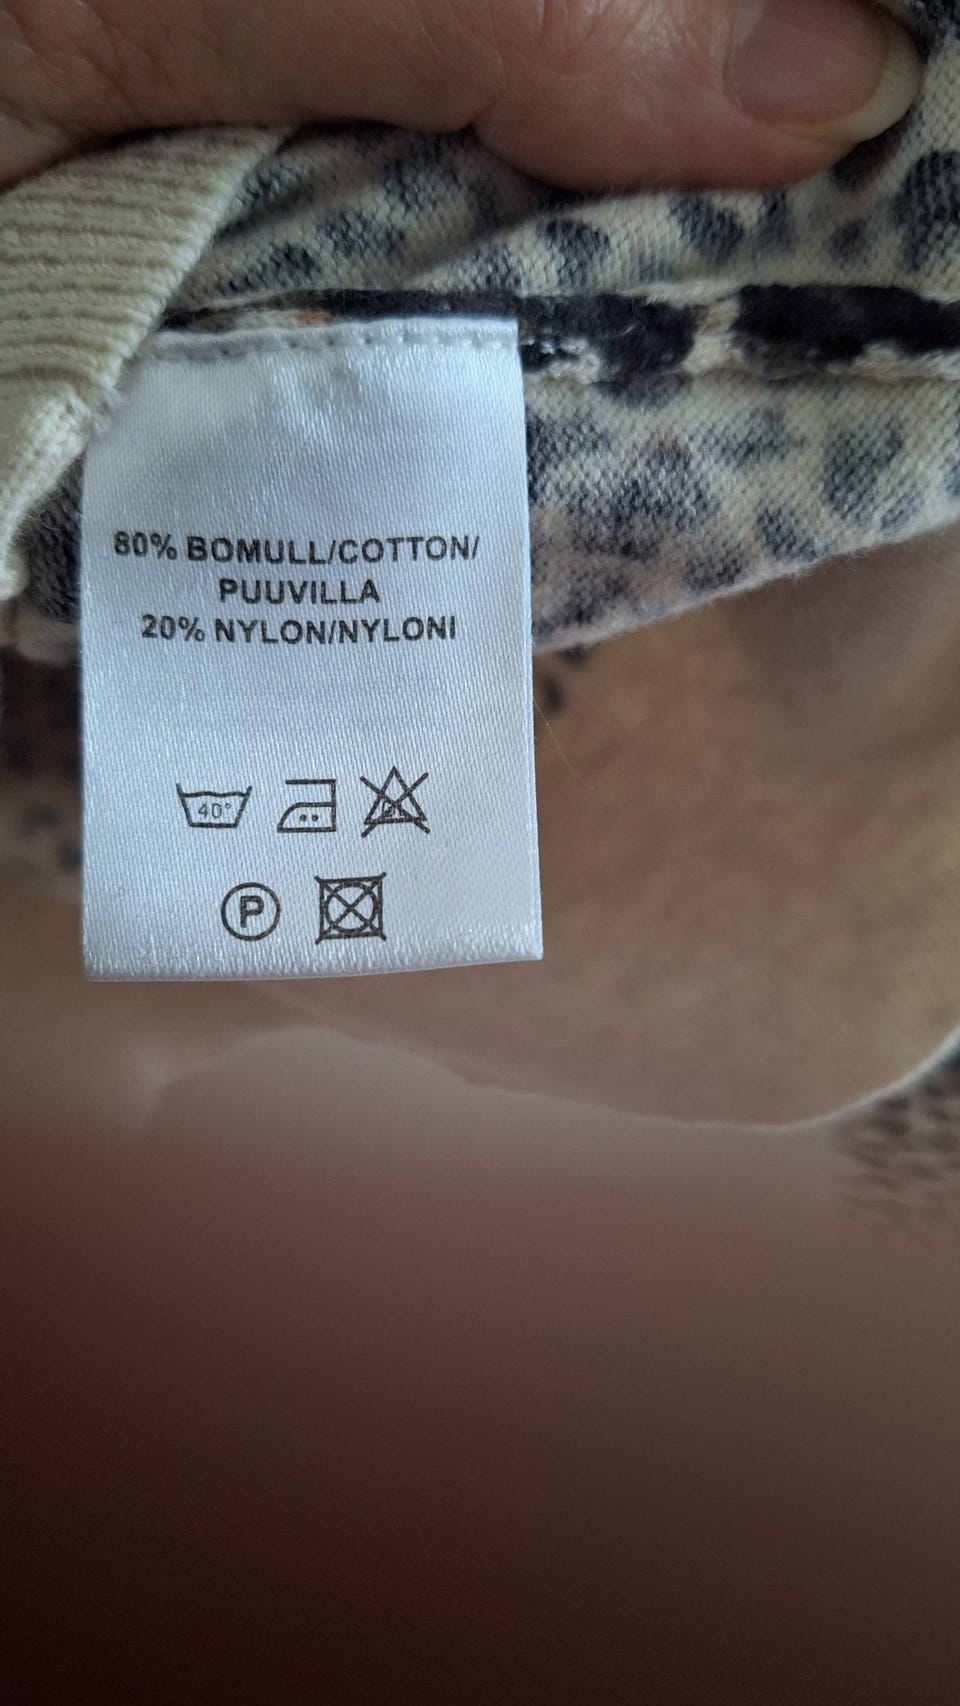 80% BOMULL/COTTON/
PUUVILLA
20% NYLON/NYLONI
40°
P